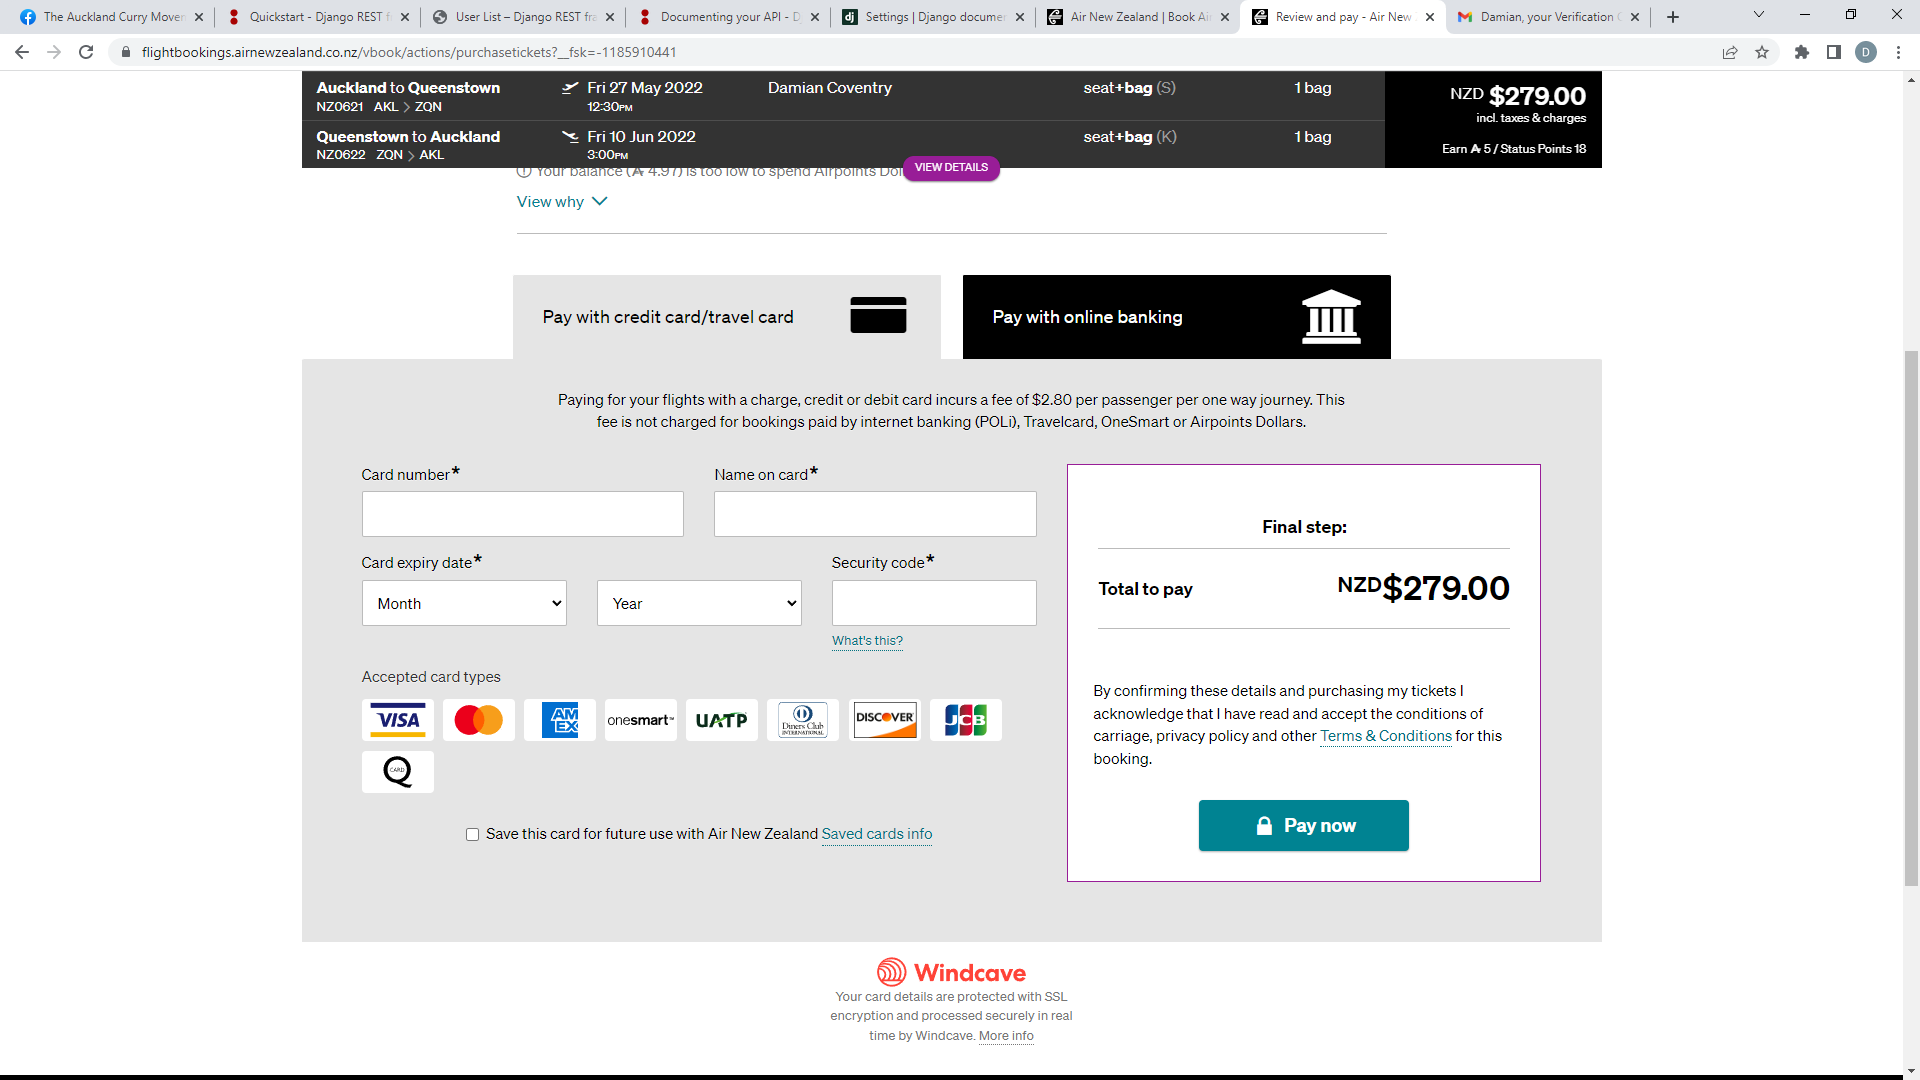 The Auckland Curry Movem
Quickstart - Django REST f
User List – Django REST fra
Documenting your API - D
Settings | Django documen
Air New Zealand | Book Air
Review and pay - Air New
Damian, your Verification C
flightbookings.airnewzealand.co.nz/vbook/actions/purchasetickets?__fsk=-1185910441
D
Auckland to Queenstown
NZ0621 AKL > ZQN
Fri 27 May 2022
12:30PM
Damian Coventry
seat+bag (S)
1 bag
Queenstown to Auckland
NZ0622 ZQN > AKL
Fri 10 Jun 2022
3:00PM
seat+bag (K)
1 bag
NZD $279.00
incl. taxes & charges
Earn A 5 / Status Points 18
Your balance (A 4.97) is too low to spend Airpoints Dol
VIEW DETAILS
View why
Pay with credit card/travel card
Pay with online banking
Paying for your flights with a charge, credit or debit card incurs a fee of $2.80 per passenger per one way journey. This
fee is not charged for bookings paid by internet banking (POLi), Travelcard, OneSmart or Airpoints Dollars.
Card number*
Name on card*
Card expiry date*
Security code*
Month
Year
What's this?
Accepted card types
VISA
AM EX
onesmart
UATP
Diners Club INTERNATIONAL
DISCOVER
JCB
Q CARD
Save this card for future use with Air New Zealand Saved cards info
Final step:
Total to pay
NZD$279.00
By confirming these details and purchasing my tickets I
acknowledge that I have read and accept the conditions of
carriage, privacy policy and other Terms & Conditions for this
booking.
Pay now
Windcave
Your card details are protected with SSL
encryption and processed securely in real
time by Windcave. More info